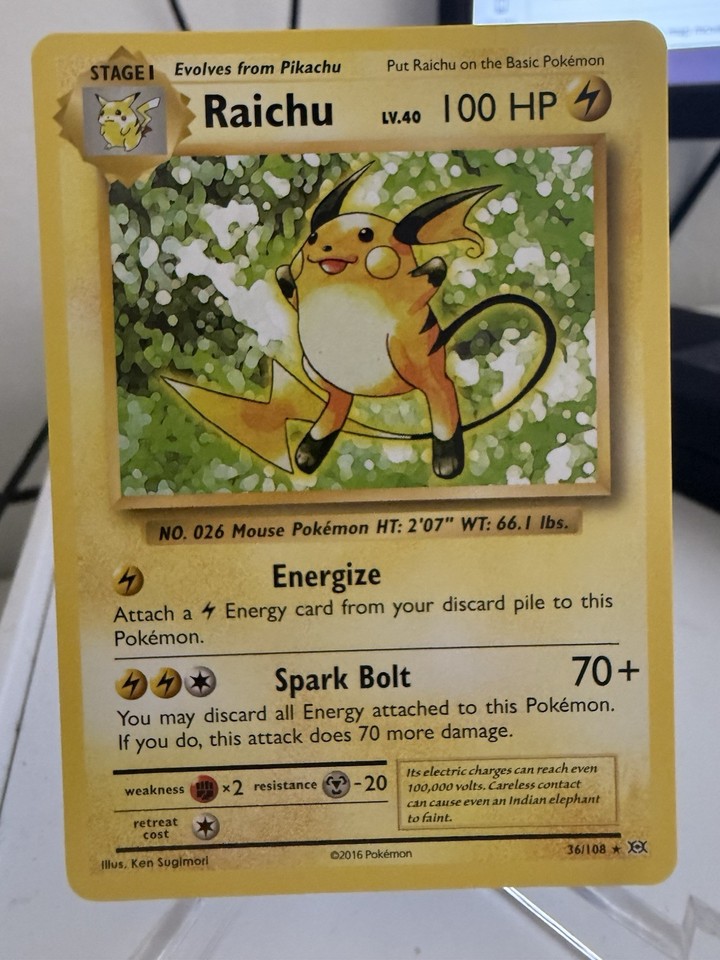 STAGE 1 Evolves from Pikachu Put Raichu on the Basic Pokémon
Raichu LV.40 100 HP
NO. 026 Mouse Pokémon HT: 2'07" WT: 66.1 lbs.
Energize
Attach a Energy card from your discard pile to this
Pokémon.
Spark Bolt 70+
You may discard all Energy attached to this Pokémon.
If you do, this attack does 70 more damage.
weakness ×2 resistance -20
retreat
cost
Its electric charges can reach even
100,000 volts. Careless contact
can cause even an Indian elephant
to faint.
Illus. Ken Sugimori ©2016 Pokémon 36/108 ★